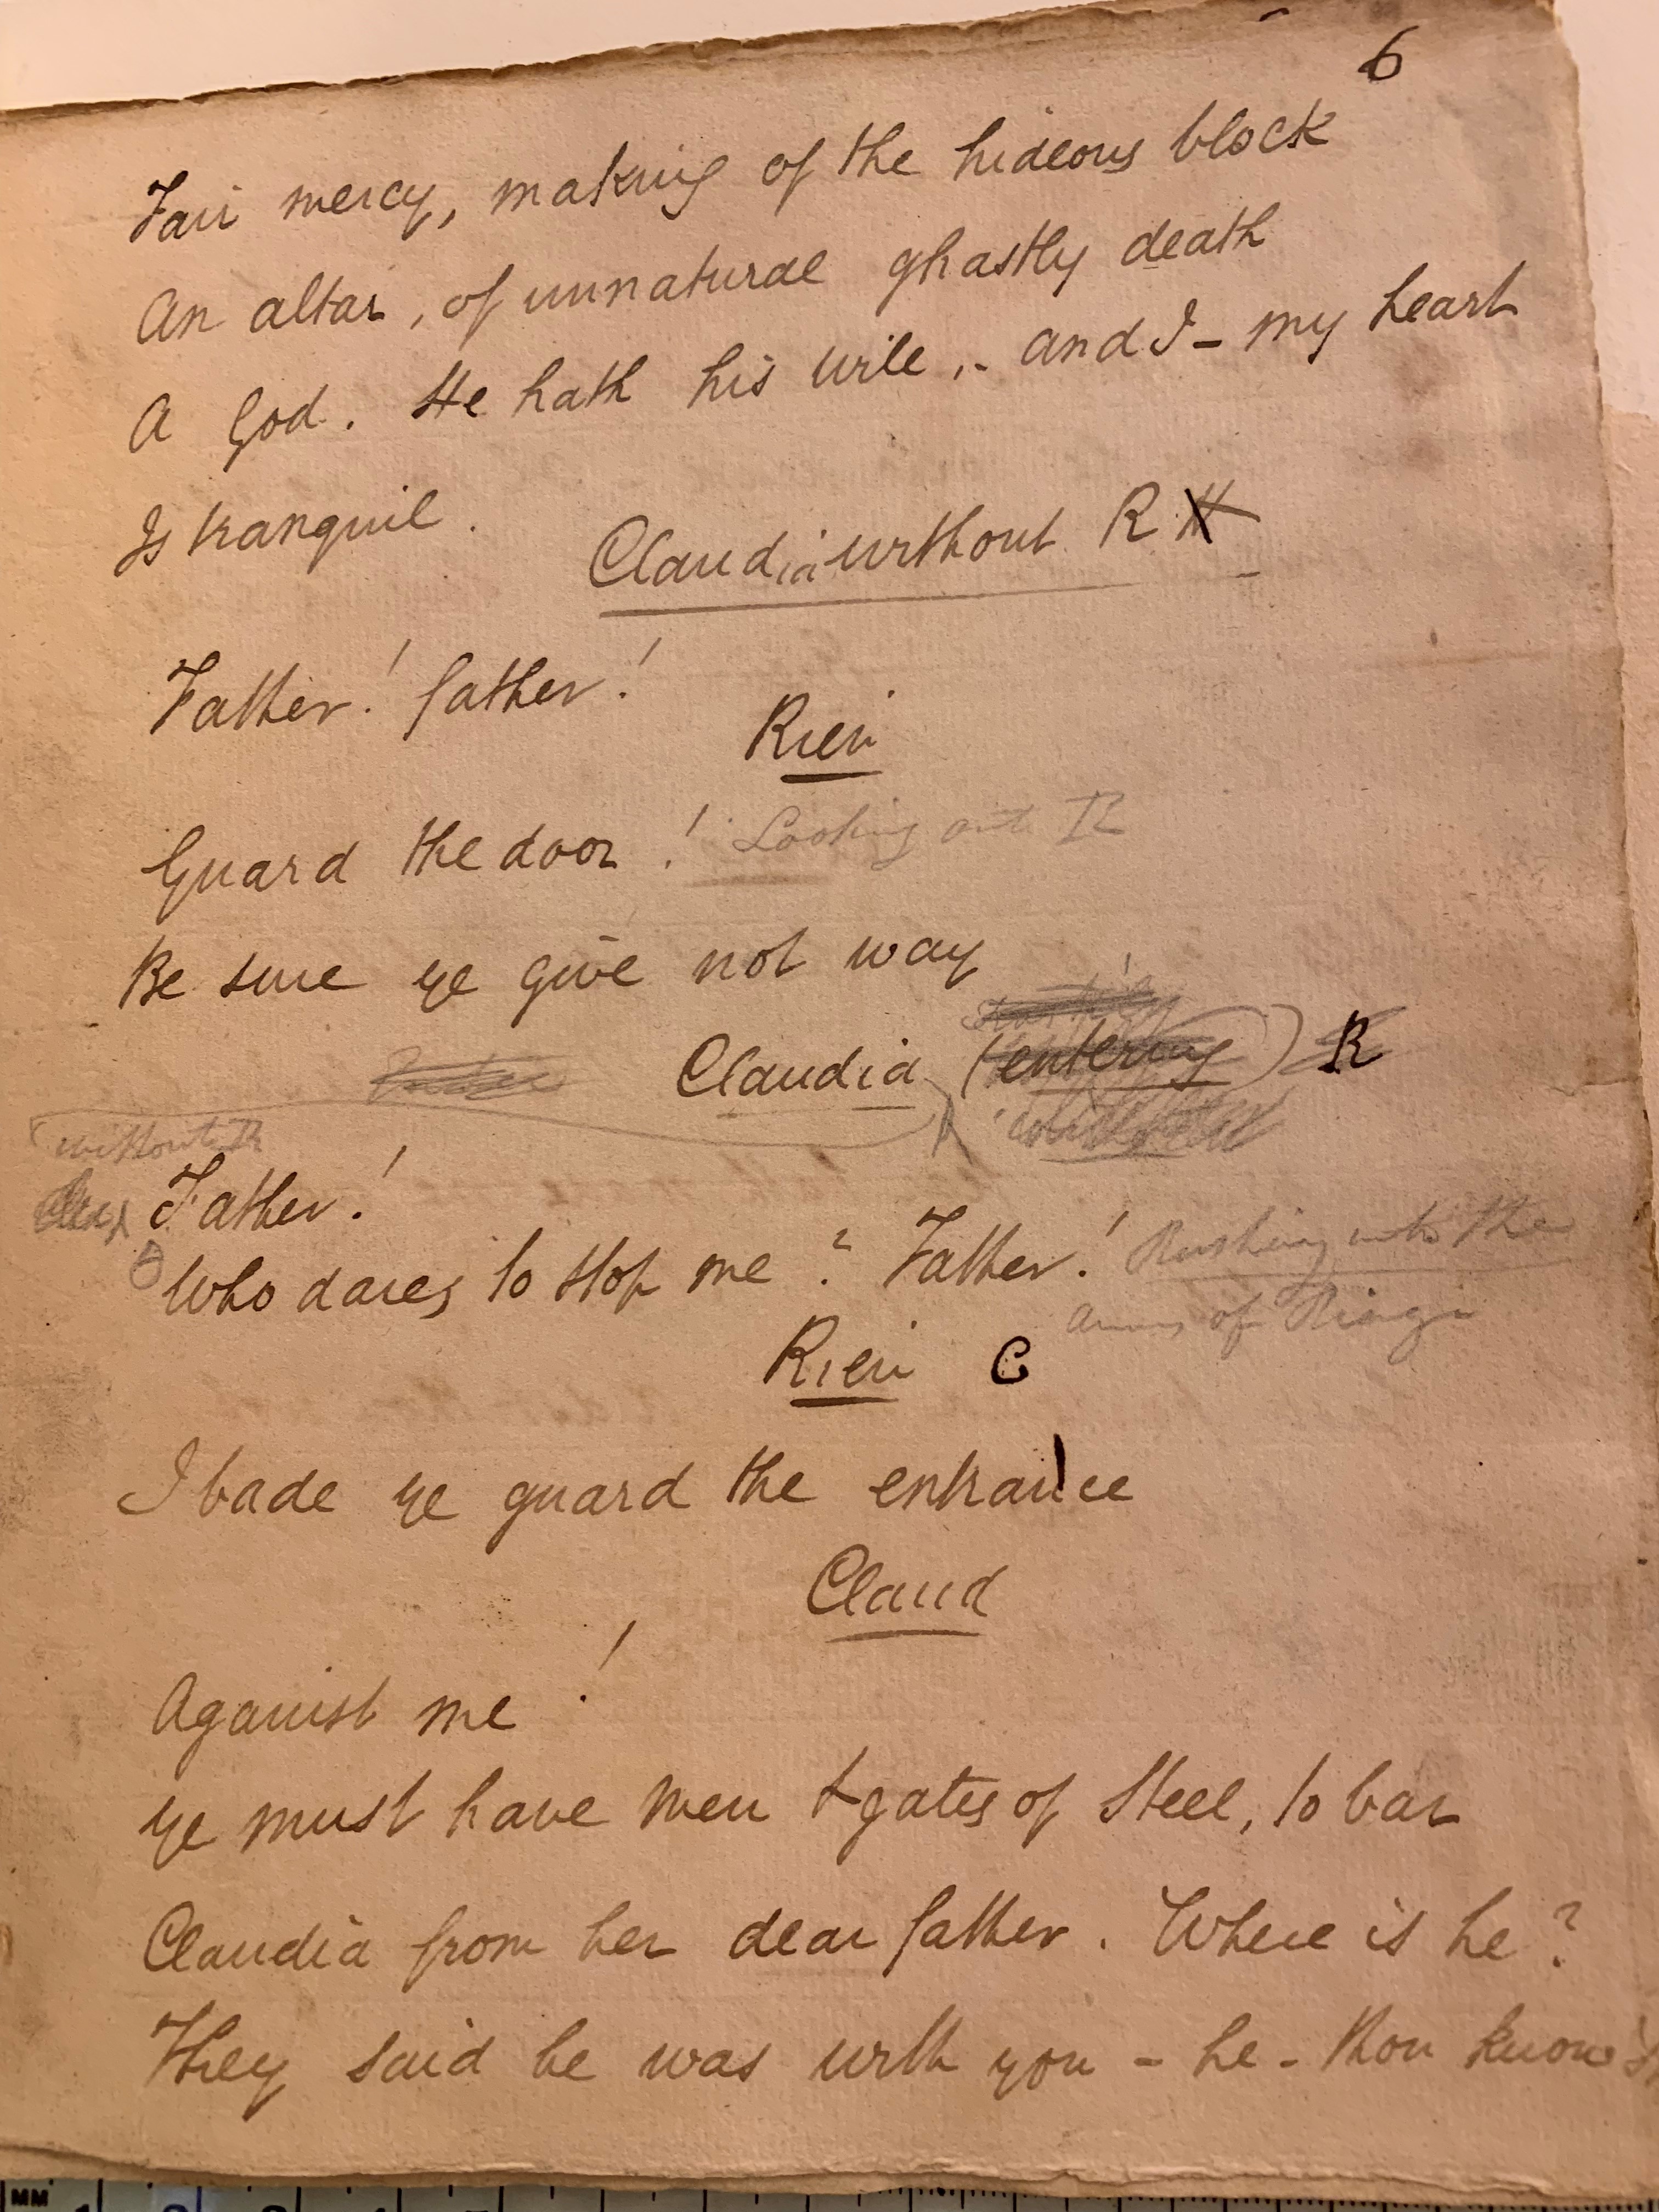 6
Fair mercy, making of the hideous block
An altar, of unnatural ghastly death
A God. He hath his will, - and I - my heart
Is tranquil.
Claudia without R H
Father! father!
Rien
Guard the door! Looking out R
Be sure ye give not way
Claudia (entering) R
without R
Father!
Who dares to stop me? Father! Rushing into the
arms of
Rien C
I bade ye guard the entrance
Claud
Against me!
ye must have men & gates of Steel, to bar
Claudia from her dear father. Where is he?
They said he was with you - he - thou know'st